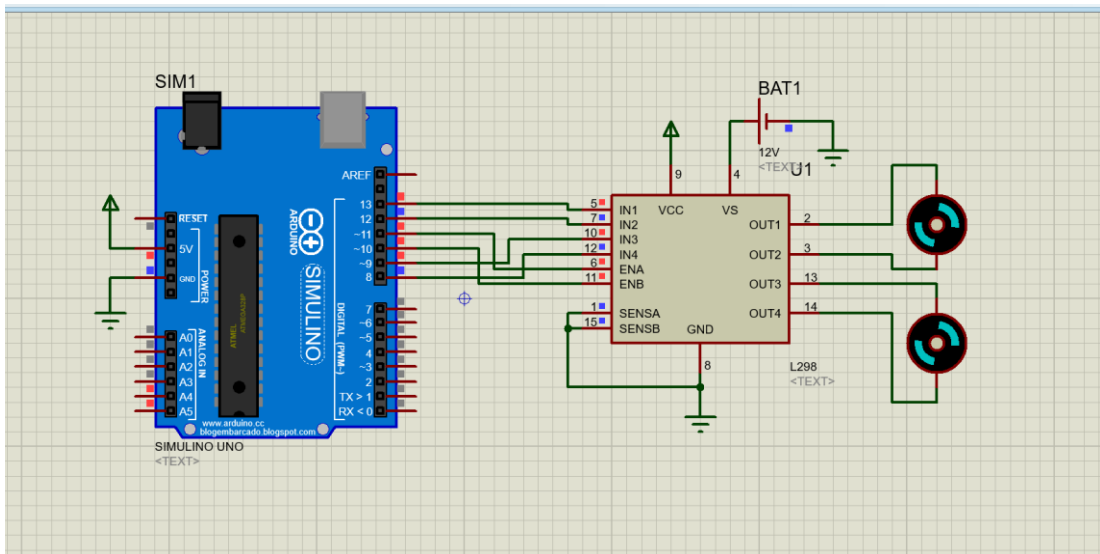 SIM1
BAT1
12V
<TEXT>
U1
AREF
RESET
5V
GND
POWER
ARDUINO
SIMULINO
ATMEL
ATMEGA328P
13
12
~11
~10
~9
8
DIGITAL (PWM~)
7
~6
~5
4
~3
2
TX > 1
RX < 0
ANALOG IN
A0
A1
A2
A3
A4
A5
www.arduino.cc
blogembarcado.blogspot.com
SIMULINO UNO
<TEXT>
9
4
5
7
10
12
6
11
1
15
IN1
IN2
IN3
IN4
ENA
ENB
SENSA
SENSB
VCC
VS
GND
8
OUT1
OUT2
OUT3
OUT4
2
3
13
14
L298
<TEXT>